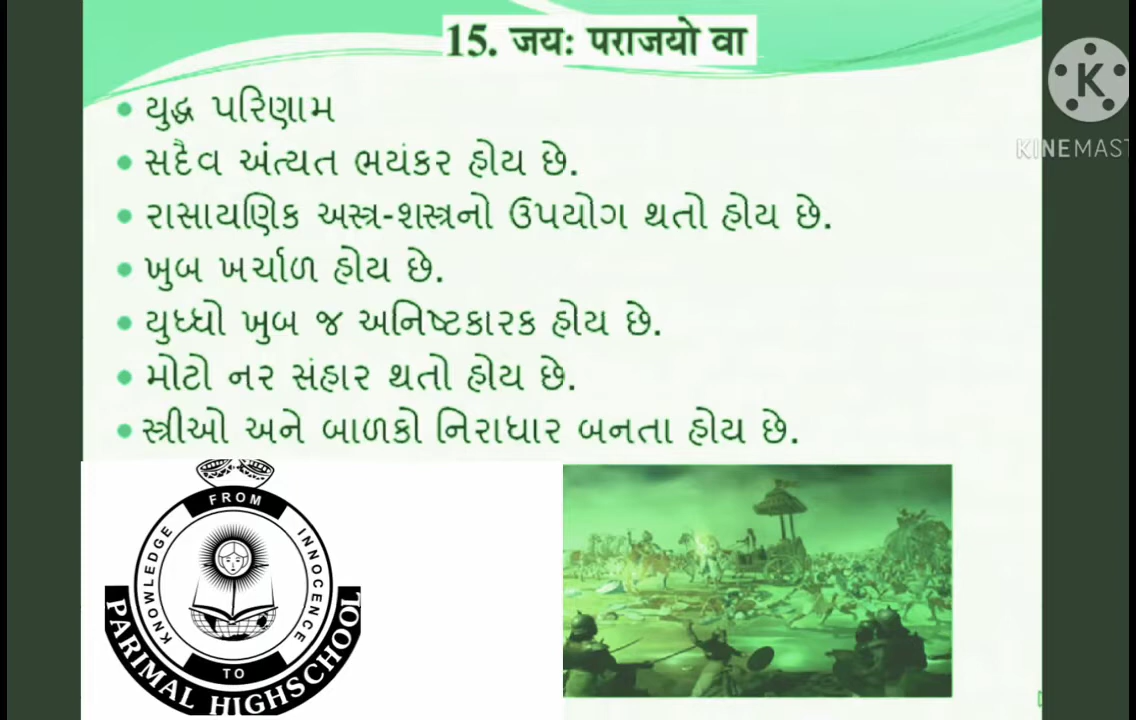 15. जयः पराजयो वा
K
KINEMAST
• યુદ્ધ પરિણામ
• સદૈવ અંત્યત ભયંકર હોય છે.
• રાસાયણિક અસ્ત્ર-શસ્ત્રનો ઉપયોગ થતો હોય છે.
• ખુબ ખર્ચાળ હોય છે.
• યુધ્ધો ખુબ જ અનિષ્ટકારક હોય છે.
• મોટો નર સંહાર થતો હોય છે.
• સ્ત્રીઓ અને બાળકો નિરાધાર બનતા હોય છે.
FROM
INNOCENCE
TO
KNOWLEDGE
PARIMAL HIGHSCHOOL